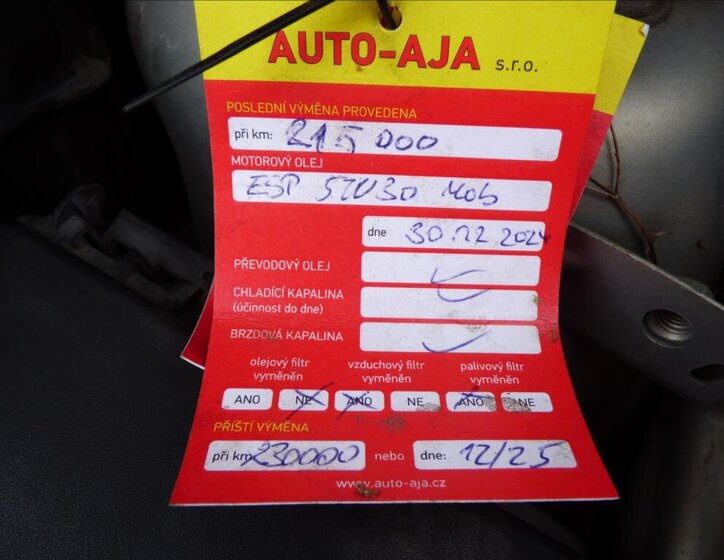 AUTO-AJA s.r.o.
POSLEDNÍ VÝMĚNA PROVEDENA
při km: 215 000
MOTOROVÝ OLEJ
ESP 5W30 Mob
dne 30.12.2024
PŘEVODOVÝ OLEJ
CHLADÍCÍ KAPALINA
(účinnost do dne)
BRZDOVÁ KAPALINA
olejový filtr vzduchový filtr palivový filtr
vyměněn vyměněn vyměněn
ANO NE ANO NE ANO NE
PŘÍŠTÍ VÝMĚNA
při km: 230000 nebo dne: 12/25
www.auto-aja.cz